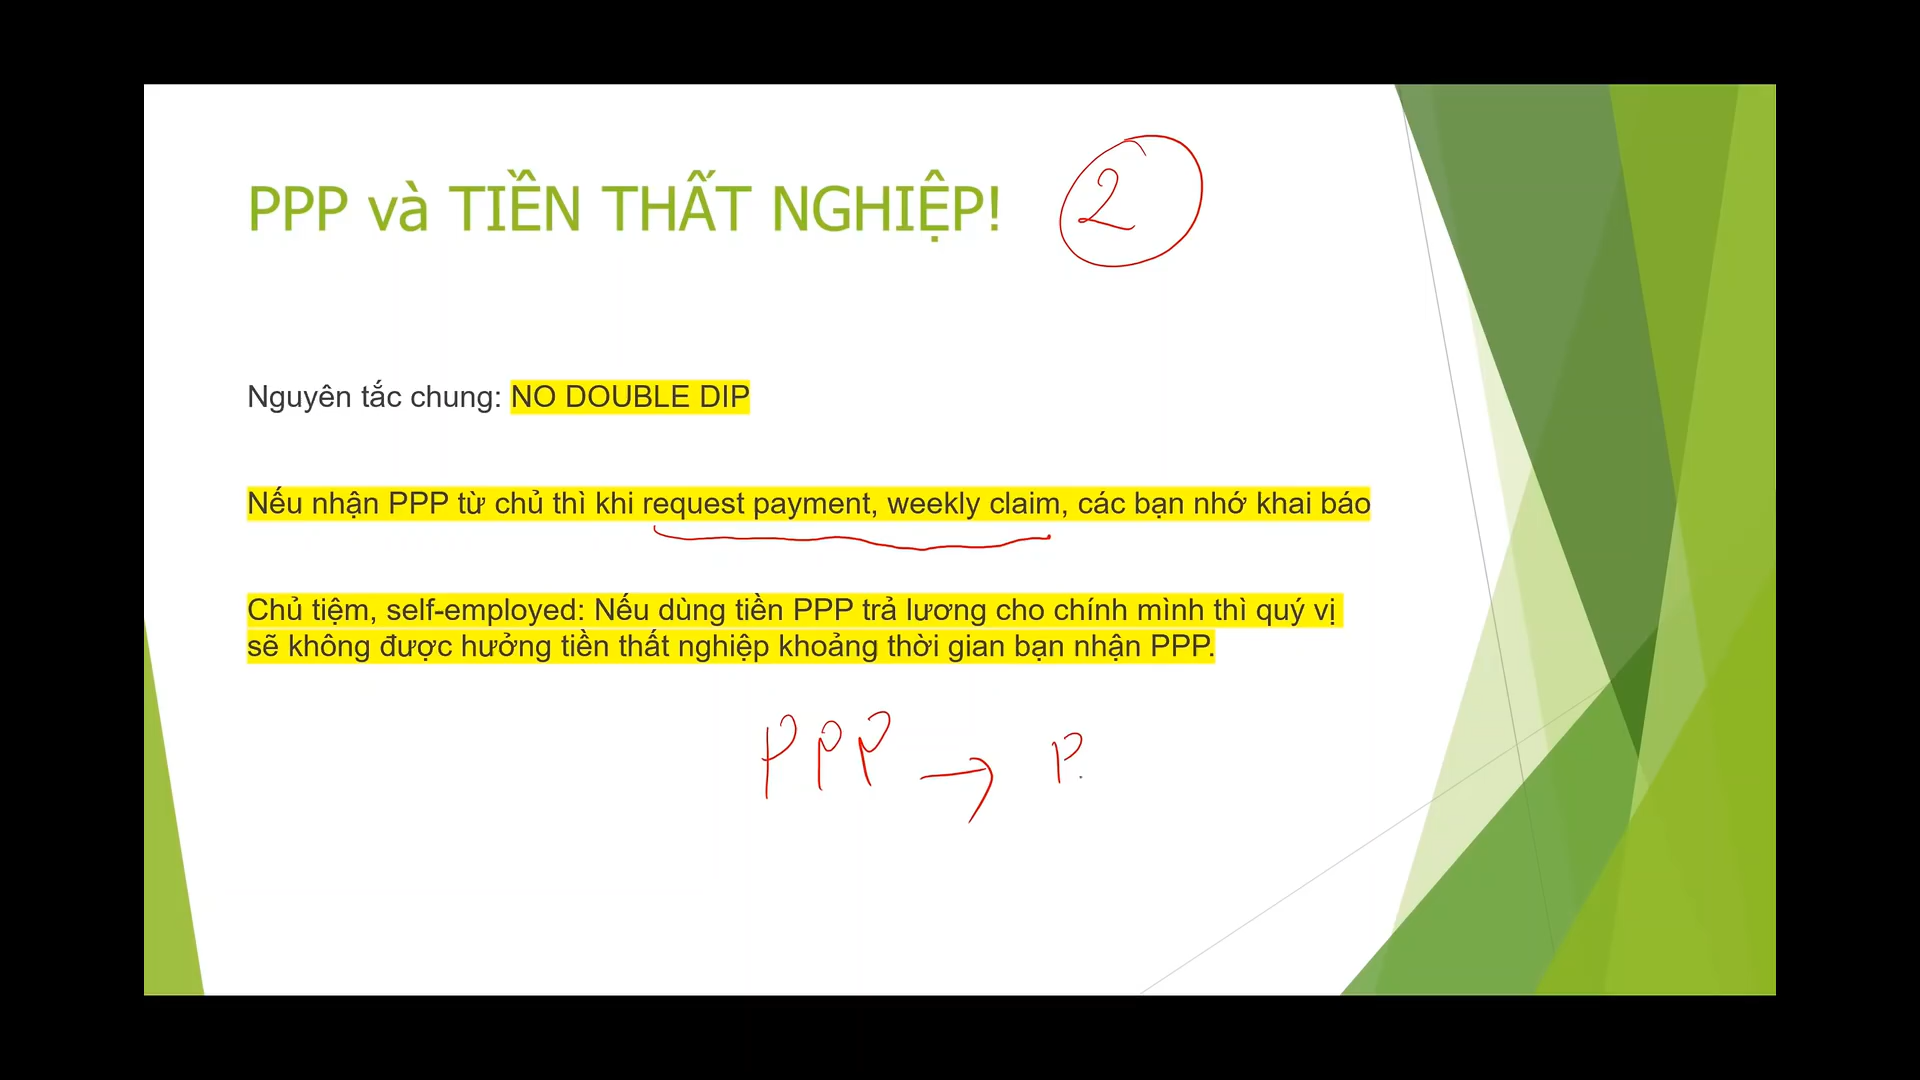 PPP và TIỀN THẤT NGHIỆP! 2
Nguyên tắc chung: NO DOUBLE DIP
Nếu nhận PPP từ chủ thì khi request payment, weekly claim, các bạn nhớ khai báo
Chủ tiệm, self-employed: Nếu dùng tiền PPP trả lương cho chính mình thì quý vị
sẽ không được hưởng tiền thất nghiệp khoảng thời gian bạn nhận PPP.
PPP → P